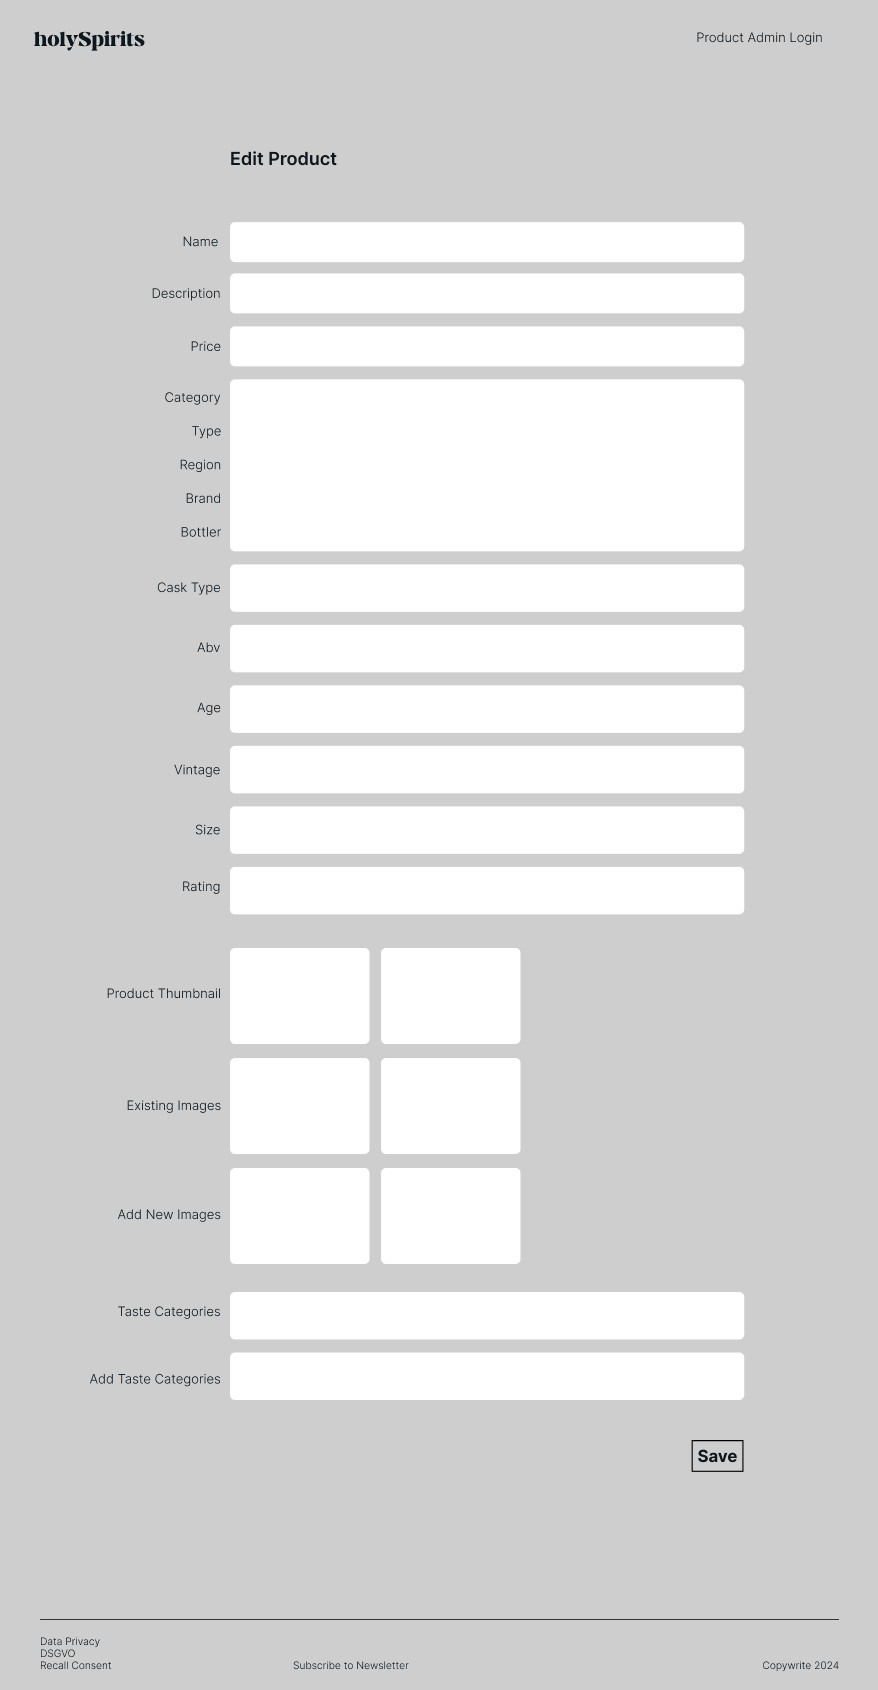 holySpirits
Product Admin Login
Edit Product
Name
Description
Price
Category
Type
Region
Brand
Bottler
Cask Type
Abv
Age
Vintage
Size
Rating
Product Thumbnail
Existing Images
Add New Images
Taste Categories
Add Taste Categories
Save
Data Privacy
DSGVO
Recall Consent
Subscribe to Newsletter
Copywrite 2024